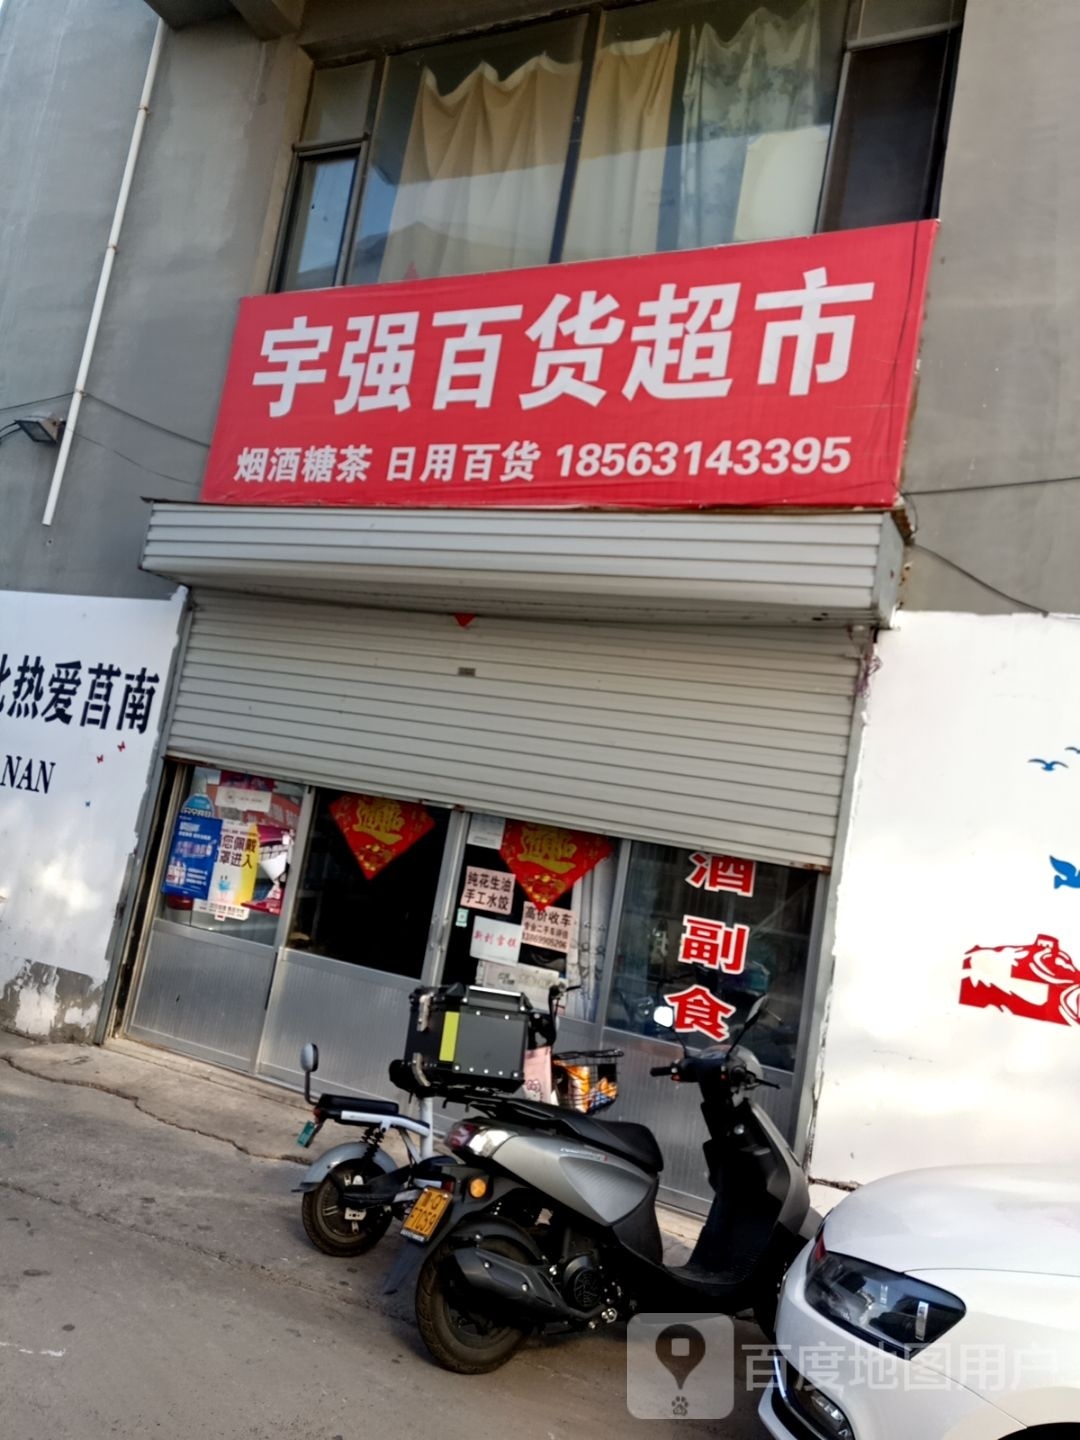 宇强百货超市
烟酒糖茶 日用百货 18563143395
热爱莒南
NAN
您佩戴
罩进入
纯花生油
手工水饺
高价收车
酒副食
百度地图用户